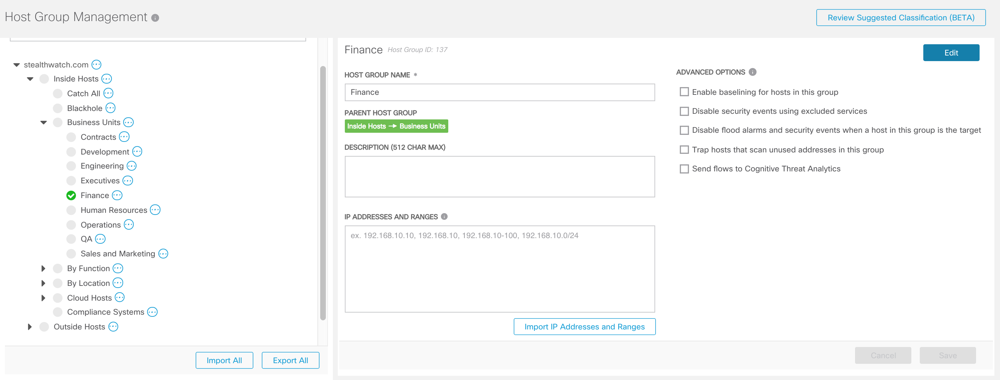 Host Group Management
Review Suggested Classification (BETA)
stealthwatch.com
Inside Hosts
Catch All
Blackhole
Business Units
Contracts
Development
Engineering
Executives
Finance
Human Resources
Operations
QA
Sales and Marketing
By Function
By Location
Cloud Hosts
Compliance Systems
Outside Hosts
Import All Export All
Finance Host Group ID: 137
Edit
HOST GROUP NAME *
Finance
PARENT HOST GROUP
Inside Hosts → Business Units
DESCRIPTION (512 CHAR MAX)
IP ADDRESSES AND RANGES
ex. 192.168.10.10, 192.168.10, 192.168.10-100, 192.168.10.0/24
Import IP Addresses and Ranges
ADVANCED OPTIONS
Enable baselining for hosts in this group
Disable security events using excluded services
Disable flood alarms and security events when a host in this group is the target
Trap hosts that scan unused addresses in this group
Send flows to Cognitive Threat Analytics
Cancel Save